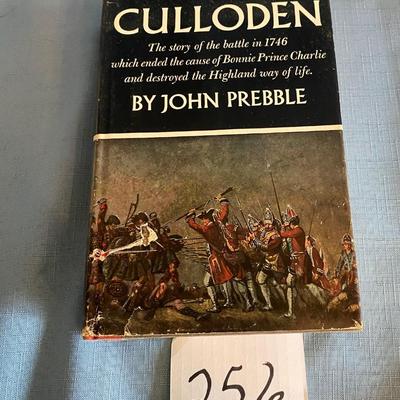 CULLODEN
The story of the battle in 1746
which ended the cause of Bonnie Prince Charlie
and destroyed the Highland way of life.
BY JOHN PREBBLE
256